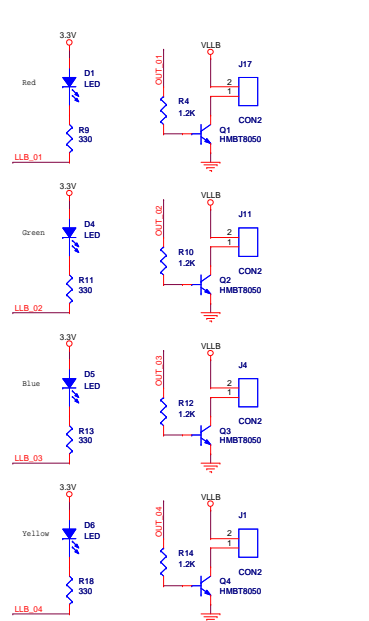 3.3V
Red
D1
LED
R9
330
LLB_01
OUT_01
VLLB
J17
2
1
R4
1.2K
CON2
Q1
HMBT8050
3.3V
Green
D4
LED
R11
330
LLB_02
OUT_02
VLLB
J11
2
1
R10
1.2K
CON2
Q2
HMBT8050
3.3V
Blue
D5
LED
R13
330
LLB_03
OUT_03
VLLB
J4
2
1
R12
1.2K
CON2
Q3
HMBT8050
3.3V
Yellow
D6
LED
R18
330
LLB_04
OUT_04
VLLB
J1
2
1
R14
1.2K
CON2
Q4
HMBT8050